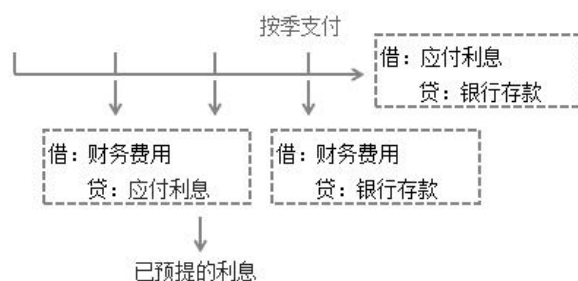 按季支付
借：应付利息
贷：银行存款
借：财务费用
贷：应付利息
借：财务费用
贷：银行存款
已预提的利息